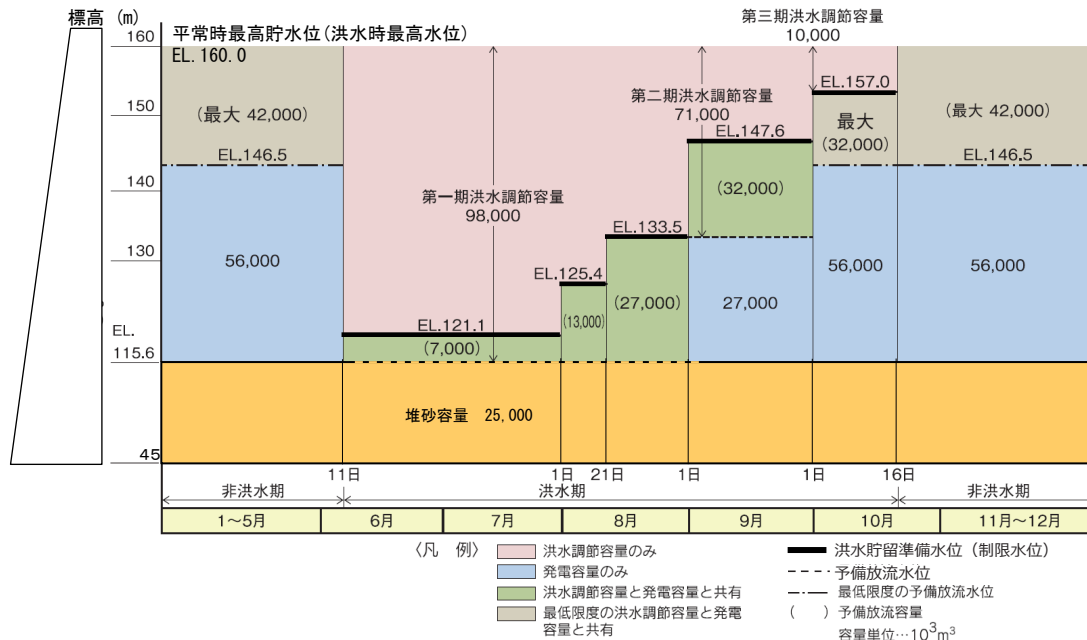 標高 (m)
160
150
140
130
EL.
115.6
45
平常時最高貯水位(洪水時最高水位)
EL.160.0
第三期洪水調節容量
10,000
EL.157.0
(最大 42,000)
EL.146.5
56,000
第一期洪水調節容量
98,000
第二期洪水調節容量
71,000
EL.147.6
(32,000)
最大
(32,000)
(最大 42,000)
EL.146.5
EL.133.5
EL.125.4
EL.121.1
(7,000)
(13,000)
(27,000)
27,000
56,000
56,000
堆砂容量 25,000
11日
1日
21日
1日
1日
16日
非洪水期
洪水期
非洪水期
1~5月
6月
7月
8月
9月
10月
11月~12月
〈凡 例〉
洪水調節容量のみ
発電容量のみ
洪水調節容量と発電容量と共有
最低限度の洪水調節容量と発電
容量と共有
洪水貯留準備水位(制限水位)
予備放流水位
最低限度の予備放流水位
( ) 予備放流容量
容量単位…10³m³